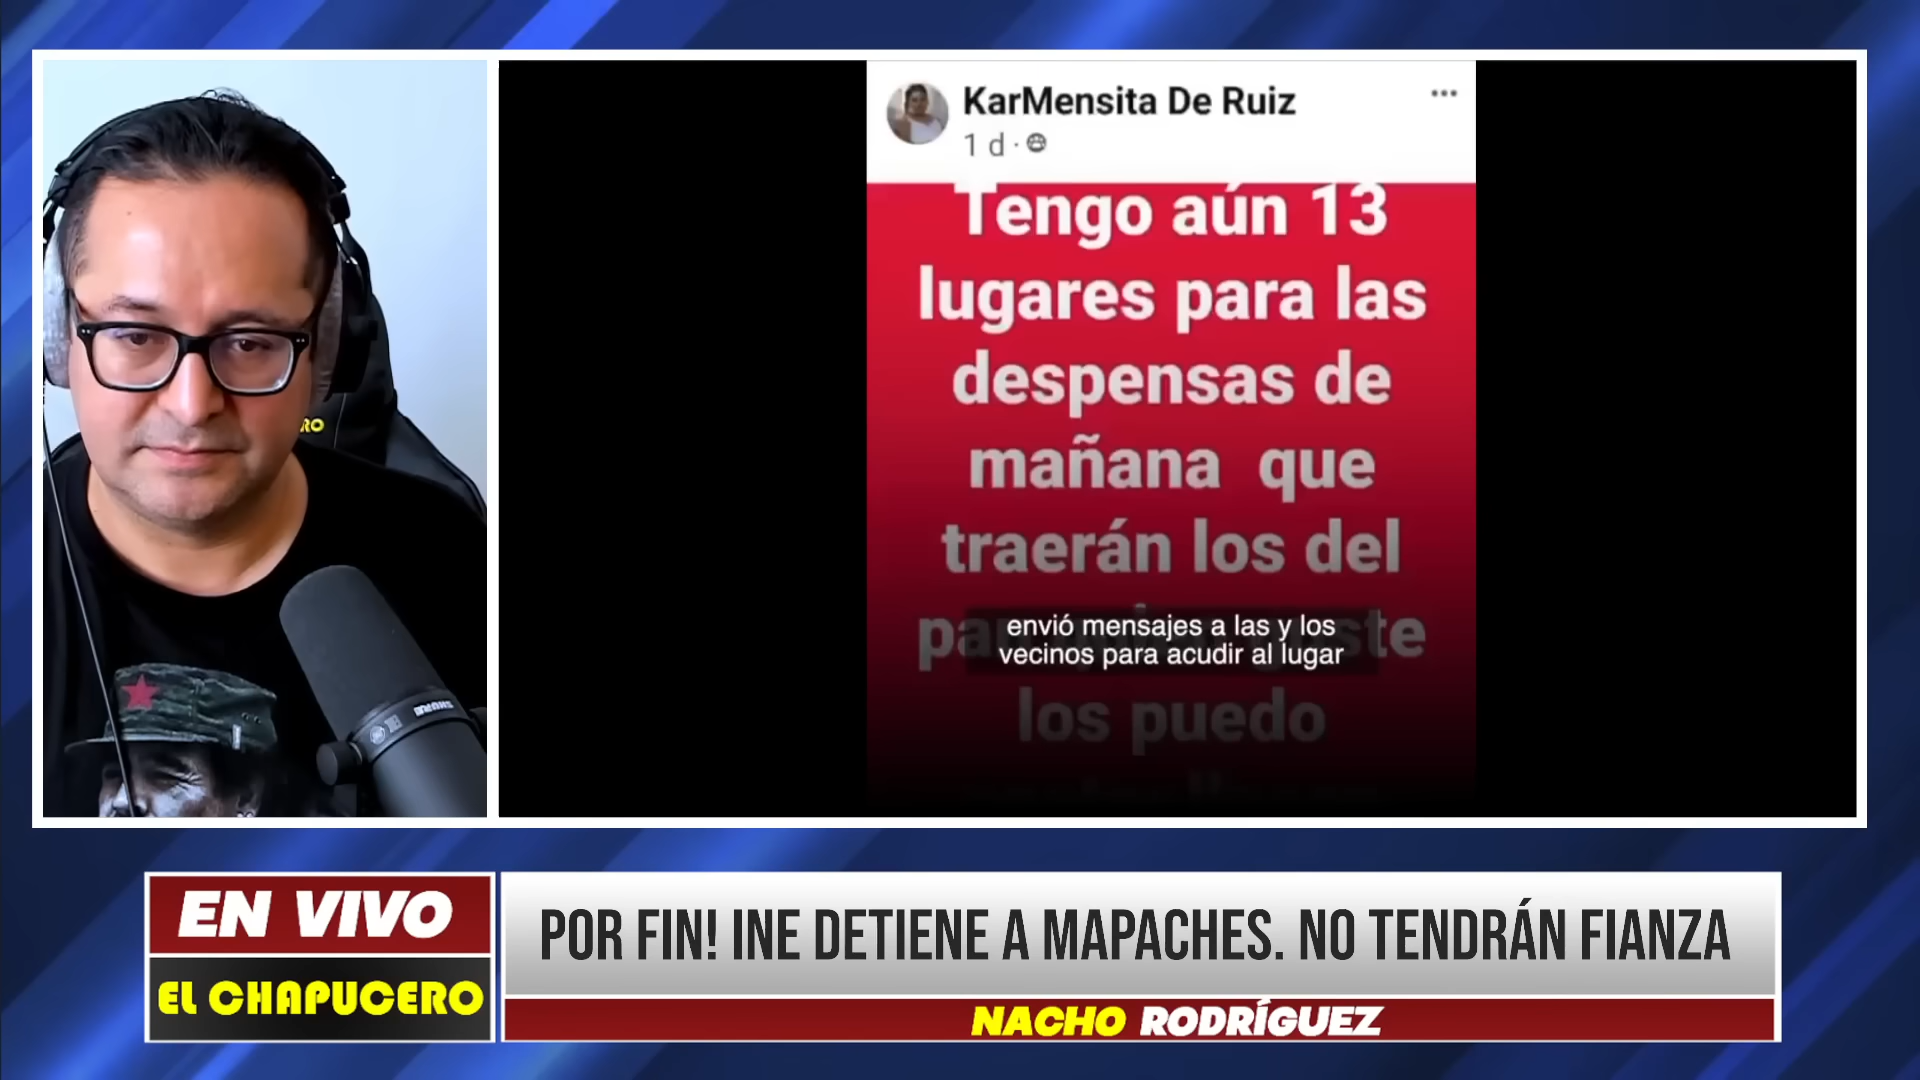 KarMensita De Ruiz
1 d
Tengo aún 13
lugares para las
despensas de
mañana que
traerán los del
envió mensajes a las y los
vecinos para acudir al lugar
los puedo
RO
SHURE
EN VIVO
EL CHAPUCERO
POR FIN! INE DETIENE A MAPACHES. NO TENDRÁN FIANZA
NACHO RODRÍGUEZ